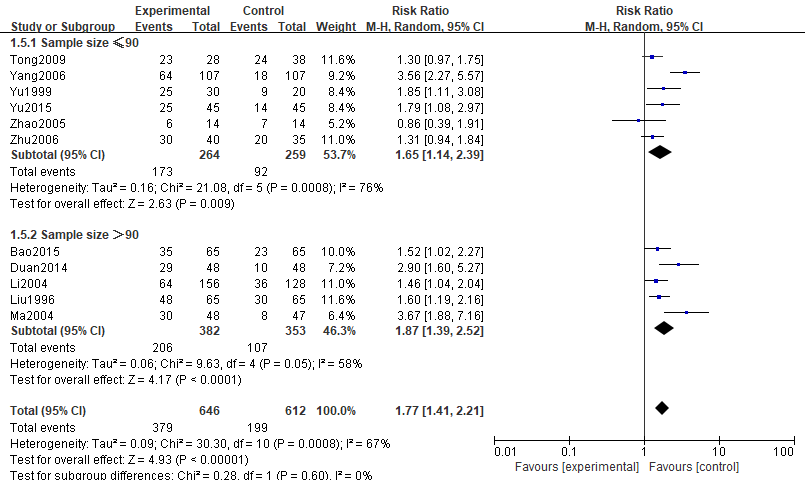 Experimental Control Risk Ratio Risk Ratio
Study or Subgroup Events Total Events Total Weight M-H, Random, 95% CI M-H, Random, 95% CI
1.5.1 Sample size ≤90
Tong2009 23 28 24 38 11.6% 1.30 [0.97, 1.75]
Yang2006 64 107 18 107 9.2% 3.56 [2.27, 5.57]
Yu1999 25 30 9 20 8.3% 1.85 [1.11, 3.08]
Yu2015 25 45 14 45 8.4% 1.79 [1.08, 2.97]
Zhao2005 6 14 7 14 5.2% 0.86 [0.39, 1.91]
Zhu2006 30 40 20 35 11.0% 1.31 [0.94, 1.84]
Subtotal (95% CI) 264 259 53.7% 1.65 [1.14, 2.39]
Total events 173 92
Heterogeneity: Tau² = 0.16; Chi² = 21.08, df = 5 (P = 0.0008); I² = 76%
Test for overall effect: Z = 2.63 (P = 0.009)
1.5.2 Sample size >90
Bao2015 35 65 23 65 10.0% 1.52 [1.02, 2.27]
Duan2014 29 48 10 48 7.2% 2.90 [1.60, 5.27]
Li2004 64 156 36 128 11.0% 1.46 [1.04, 2.04]
Liu1996 48 65 30 65 11.6% 1.60 [1.19, 2.16]
Ma2004 30 48 8 47 6.4% 3.67 [1.88, 7.16]
Subtotal (95% CI) 382 353 46.3% 1.87 [1.39, 2.52]
Total events 206 107
Heterogeneity: Tau² = 0.06; Chi² = 9.63, df = 4 (P = 0.05); I² = 58%
Test for overall effect: Z = 4.17 (P < 0.0001)
Total (95% CI) 646 612 100.0% 1.77 [1.41, 2.21]
Total events 379 199
Heterogeneity: Tau² = 0.09; Chi² = 30.30, df = 10 (P = 0.0008); I² = 67%
Test for overall effect: Z = 4.93 (P < 0.00001)
Test for subgroup differences: Chi² = 0.28, df = 1 (P = 0.60), I² = 0%
0.01 0.1 1 10 100
Favours [experimental] Favours [control]